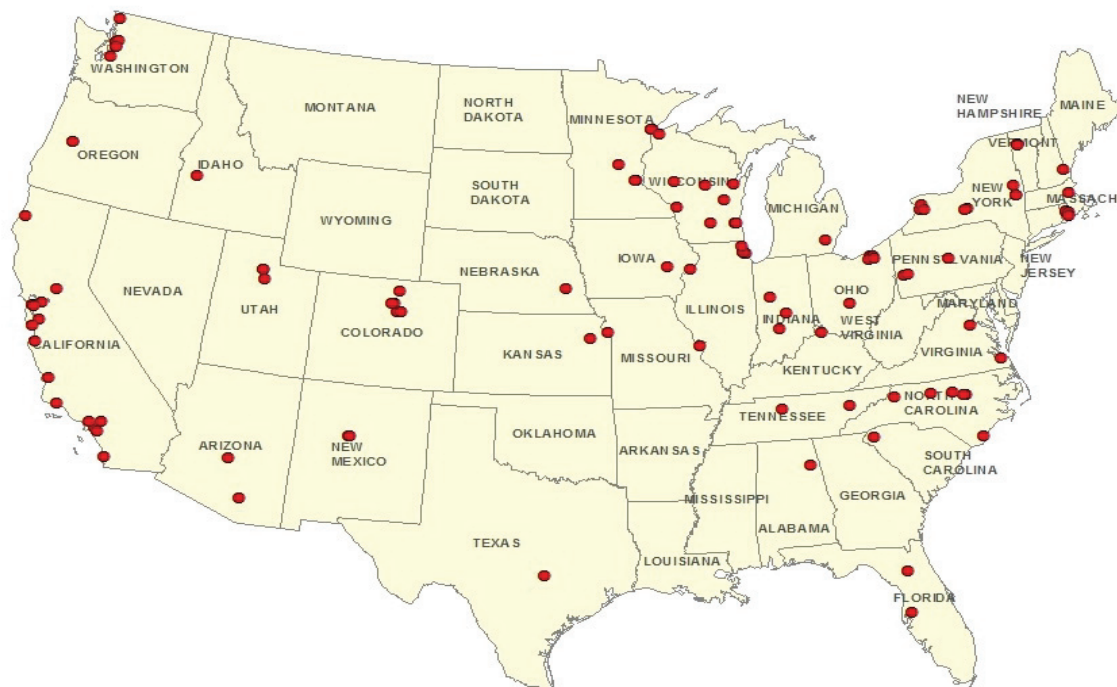 WASHINGTON
MONTANA
NORTH
DAKOTA
MINNESOTA
NEW
HAMPSHIRE
MAINE
VERMONT
OREGON
IDAHO
SOUTH
DAKOTA
WISCONSIN
MICHIGAN
NEW
YORK
MASSACH
WYOMING
NEBRASKA
IOWA
PENNSYLVANIA
NEW
JERSEY
NEVADA
UTAH
COLORADO
ILLINOIS
INDIANA
OHIO
MARYLAND
WEST
VIRGINIA
CALIFORNIA
KANSAS
MISSOURI
KENTUCKY
VIRGINIA
ARIZONA
NEW
MEXICO
OKLAHOMA
ARKANSAS
TENNESSEE
NORTH
CAROLINA
SOUTH
CAROLINA
MISSISSIPPI
ALABAMA
GEORGIA
TEXAS
LOUISIANA
FLORIDA